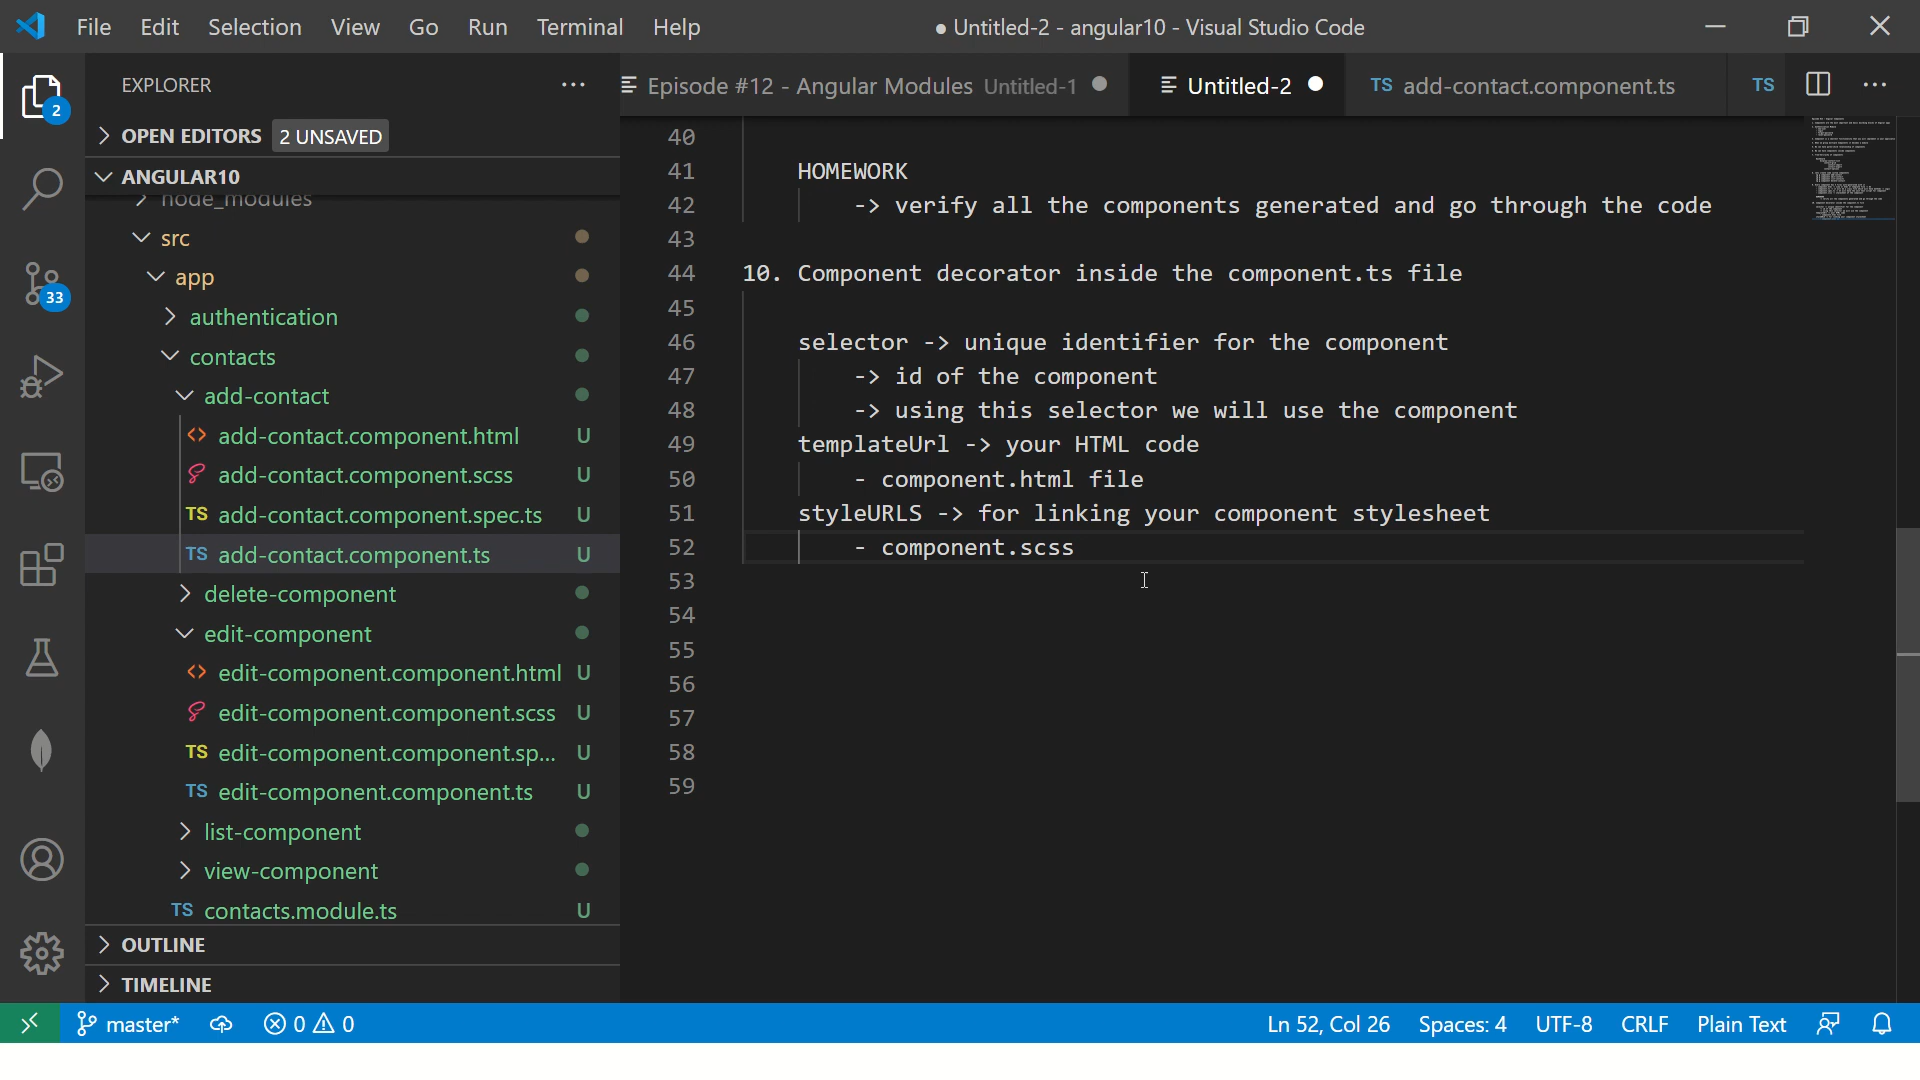 File Edit Selection View Go Run Terminal Help
● Untitled-2 - angular10 - Visual Studio Code
EXPLORER
Episode #12 - Angular Modules Untitled-1
Untitled-2
TS add-contact.component.ts
TS
2
OPEN EDITORS 2 UNSAVED
ANGULAR10
node_modules
src
app
authentication
33
contacts
add-contact
add-contact.component.html U
add-contact.component.scss U
TS add-contact.component.spec.ts U
TS add-contact.component.ts U
delete-component
edit-component
edit-component.component.html U
edit-component.component.scss U
TS edit-component.component.sp... U
TS edit-component.component.ts U
list-component
view-component
TS contacts.module.ts U
OUTLINE
TIMELINE
40
41 HOMEWORK
42 -> verify all the components generated and go through the code
43
44 10. Component decorator inside the component.ts file
45
46 selector -> unique identifier for the component
47 -> id of the component
48 -> using this selector we will use the component
49 templateUrl -> your HTML code
50 - component.html file
51 styleURLS -> for linking your component stylesheet
52 - component.scss
53
54
55
56
57
58
59
master* 0 0 Ln 52, Col 26 Spaces: 4 UTF-8 CRLF Plain Text